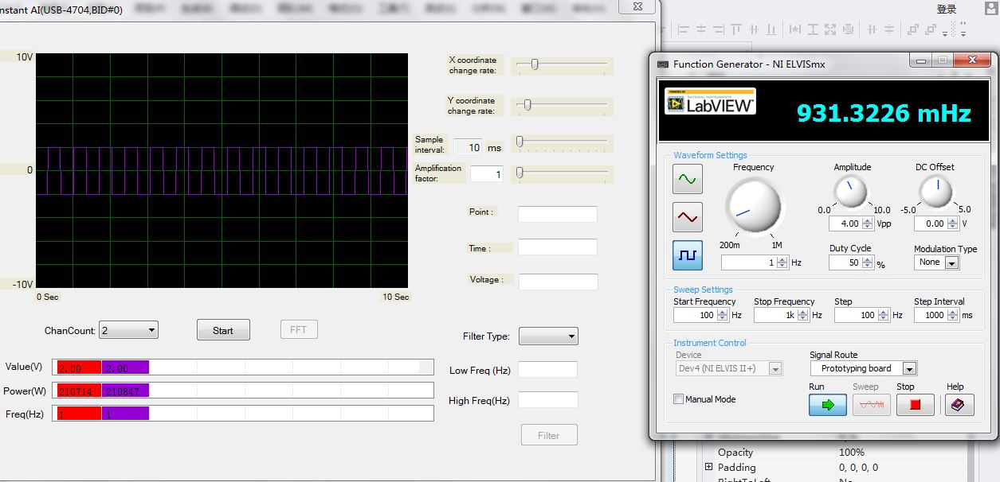 nstant AI(USB-4704,BID#0)
登录
10V
0
-10V
0 Sec
10 Sec
X coordinate
change rate:
Y coordinate
change rate:
Sample
interval:
10 ms
Amplification
factor:
1
Point :
Time :
Voltage :
ChanCount:
2
Start
FFT
Filter Type:
Value(V)
2.00
2.00
Low Freq (Hz)
Power(W)
210714
210847
High Freq(Hz)
Freq(Hz)
1
1
Filter
Function Generator - NI ELVISmx
POWERED BY
NATIONAL INSTRUMENTS
LabVIEW™
931.3226 mHz
Waveform Settings
Frequency
Amplitude
DC Offset
0.0
10.0
-5.0
5.0
4.00 Vpp
0.00 V
200m
1M
1 Hz
Duty Cycle
50 %
Modulation Type
None
Sweep Settings
Start Frequency
Stop Frequency
Step
Step Interval
100 Hz
1k Hz
100 Hz
1000 ms
Instrument Control
Device
Signal Route
Dev4 (NI ELVIS II+)
Prototyping board
Manual Mode
Run
Sweep
Stop
Help
Opacity
100%
Padding
0, 0, 0, 0